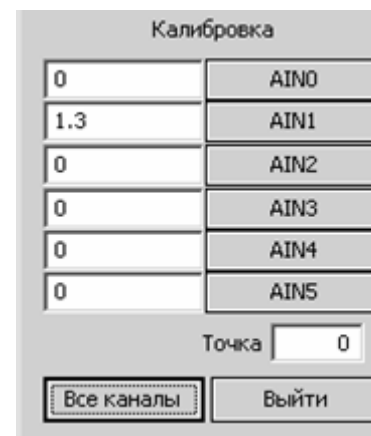 Калибровка
0 AIN0
1.3 AIN1
0 AIN2
0 AIN3
0 AIN4
0 AIN5
Точка 0
Все каналы Выйти